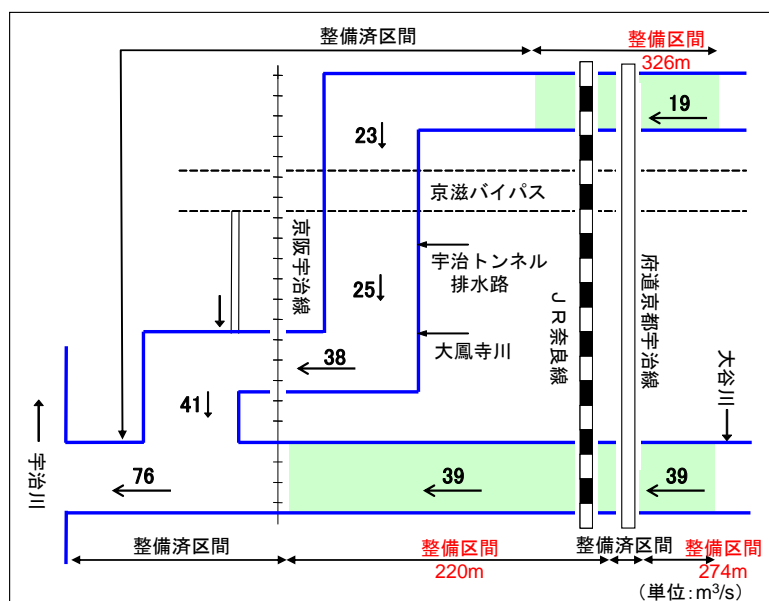 整備済区間
整備区間
326m
19
23
京滋バイパス
京阪宇治線
宇治トンネル
排水路
25
大鳳寺川
JR奈良線
府道京都宇治線
38
大谷川
41
宇治川
76
39
39
整備済区間
整備区間
220m
整備済区間
整備区間
274m
（単位：m³/s）